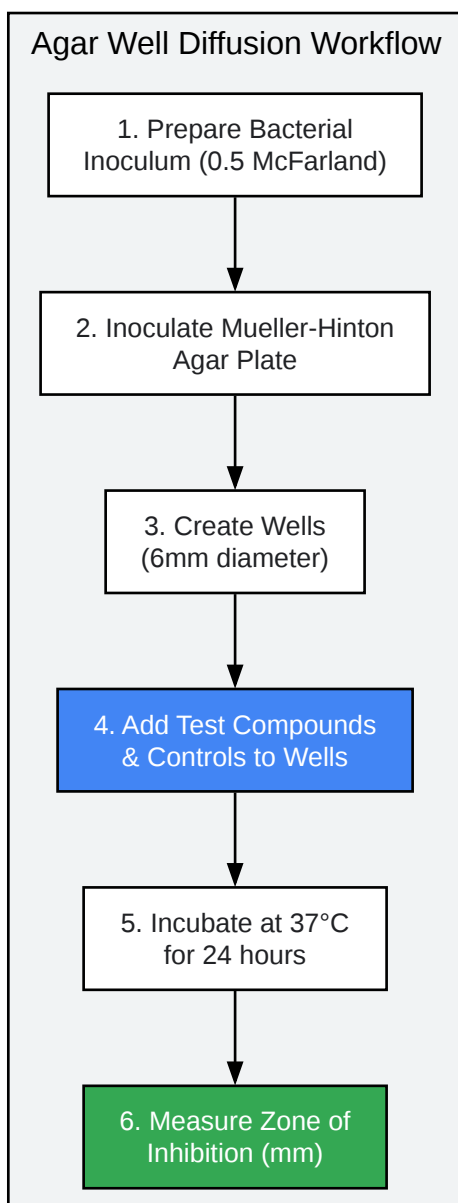 Agar Well Diffusion Workflow
1. Prepare Bacterial
Inoculum (0.5 McFarland)
2. Inoculate Mueller-Hinton
Agar Plate
3. Create Wells
(6mm diameter)
4. Add Test Compounds
& Controls to Wells
5. Incubate at 37°C
for 24 hours
6. Measure Zone of
Inhibition (mm)